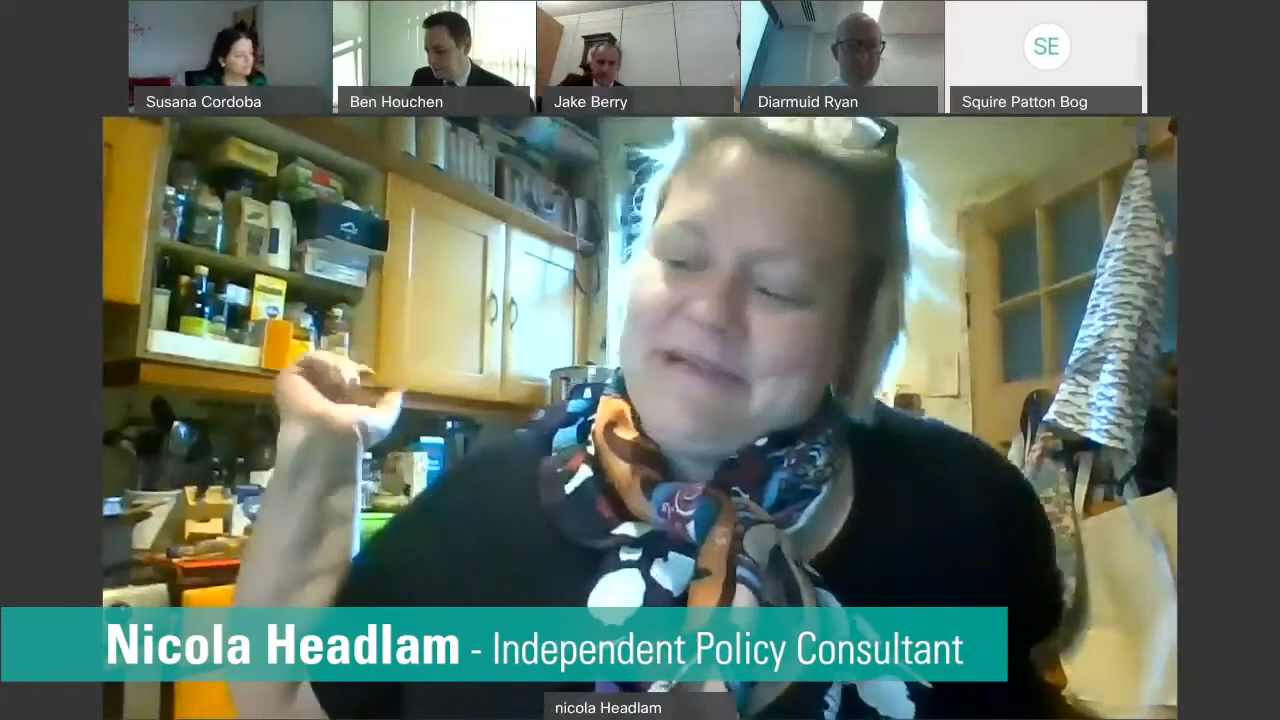 SE
Susana Cordoba
Ben Houchen
Jake Berry
Diarmuid Ryan
Squire Patton Bog
Nicola Headlam - Independent Policy Consultant
nicola Headlam